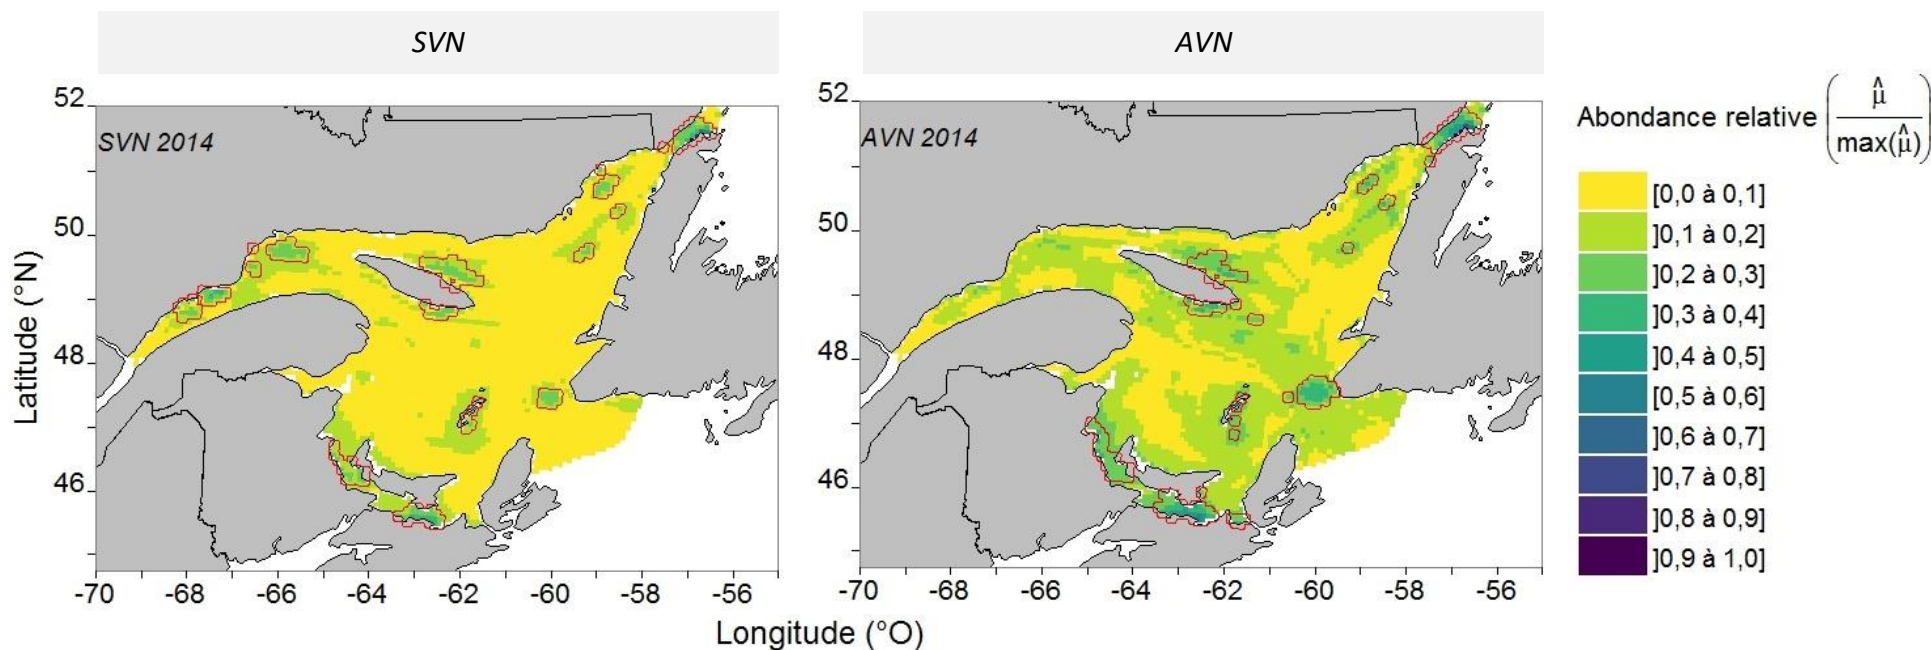 SVN
AVN
SVN 2014
AVN 2014
52
50
48
46
52
50
48
46
-70 -68 -66 -64 -62 -60 -58 -56
-70 -68 -66 -64 -62 -60 -58 -56
Latitude (°N)
Longitude (°O)
Abondance relative (μ̂ / max(μ̂))
[0,0 à 0,1]
]0,1 à 0,2]
]0,2 à 0,3]
]0,3 à 0,4]
]0,4 à 0,5]
]0,5 à 0,6]
]0,6 à 0,7]
]0,7 à 0,8]
]0,8 à 0,9]
]0,9 à 1,0]